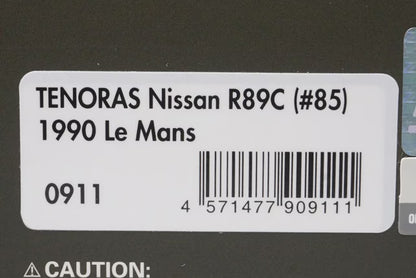 TENORAS Nissan R89C (#85)
1990 Le Mans
0911
4 571477 909111
⚠ CAUTION: